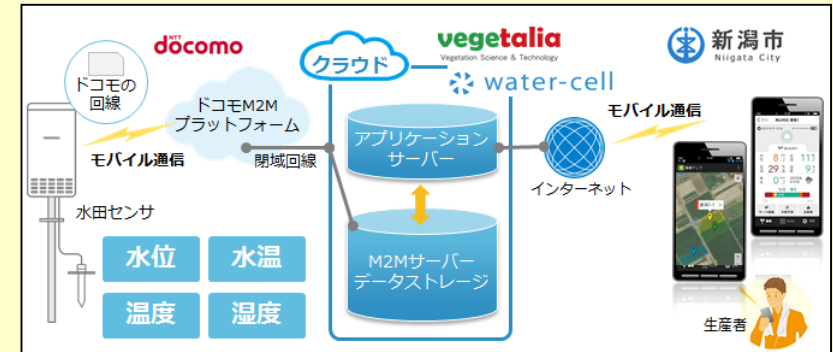 NTT
döcomo
ドコモの
回線
ドコモM2M
プラットフォーム
モバイル通信
閉域回線
水田センサ
水位
水温
温度
湿度
クラウド
vegetalia
Vegetation Science & Technology
water-cell
アプリケーション
サーバー
M2Mサーバー
データストレージ
新潟市
Niigata City
モバイル通信
インターネット
生産者